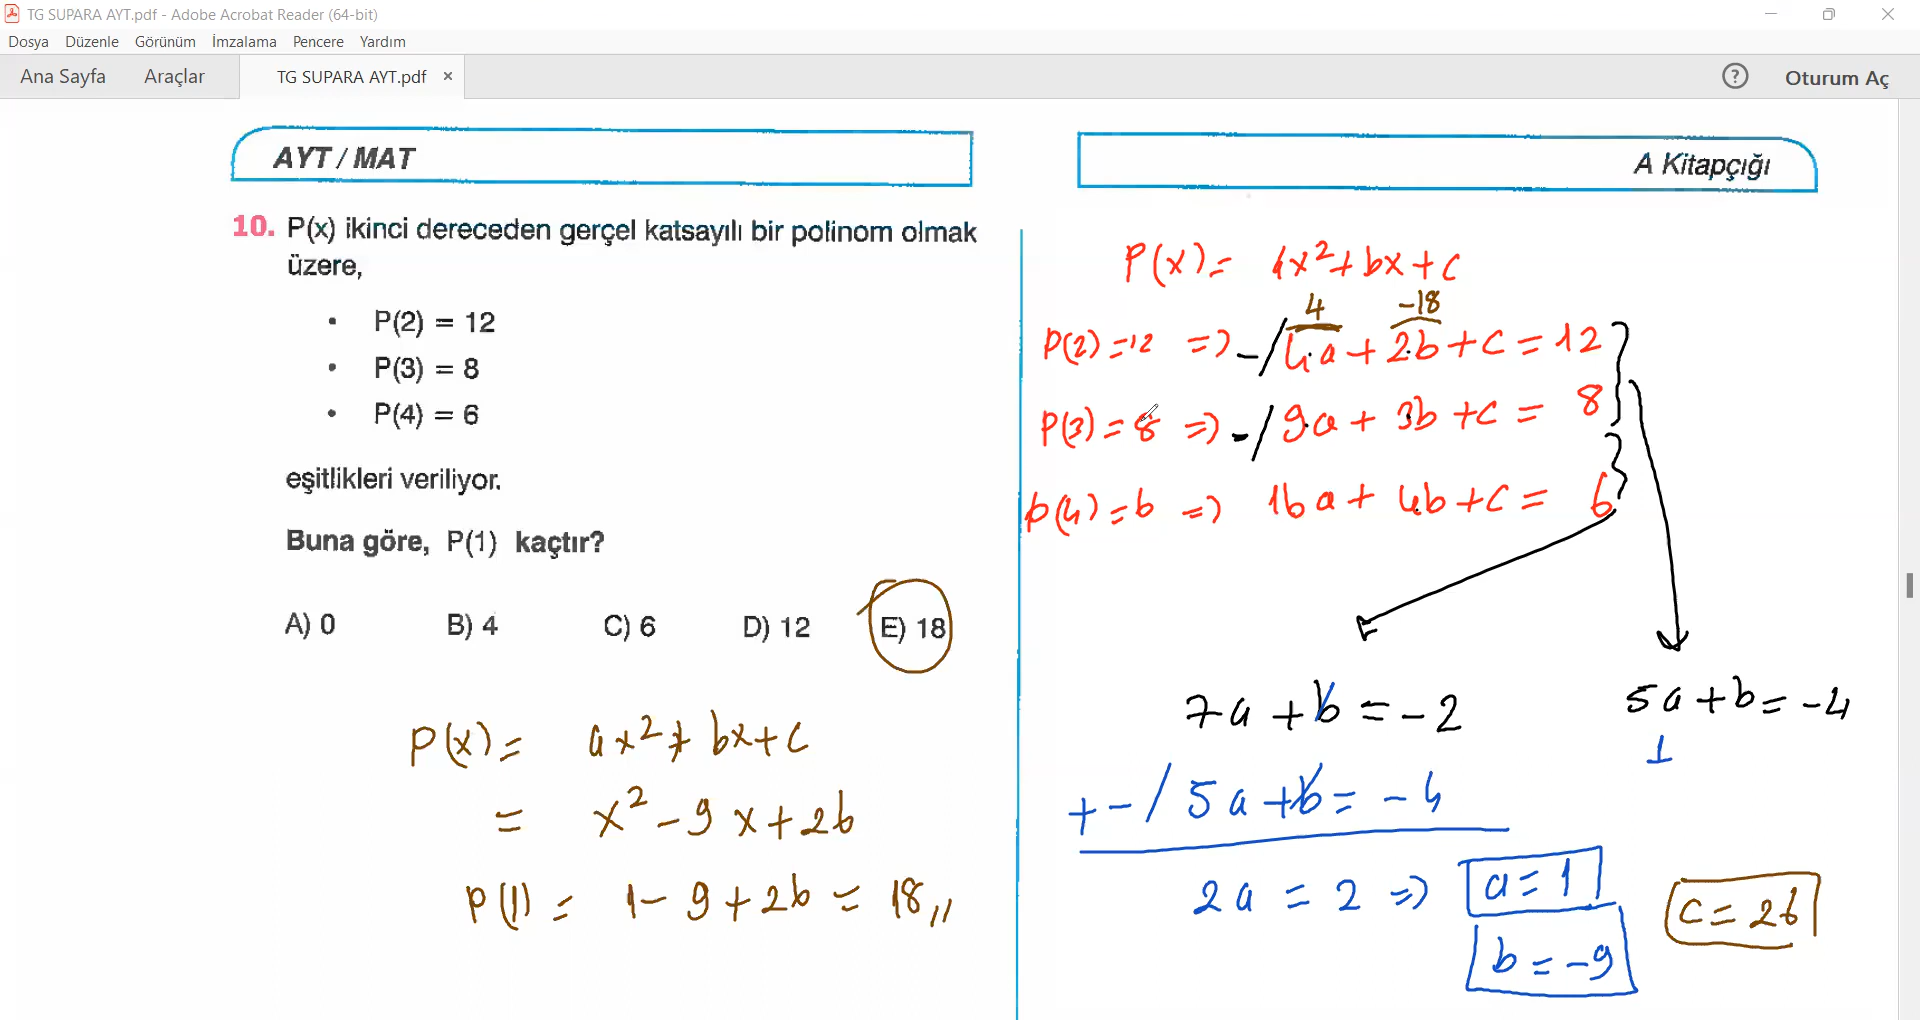 TG SUPARA AYT.pdf - Adobe Acrobat Reader (64-bit)
Dosya Düzenle Görünüm İmzalama Pencere Yardım
Ana Sayfa Araçlar TG SUPARA AYT.pdf × ? Oturum Aç
AYT / MAT
A Kitapçığı
10. P(x) ikinci dereceden gerçel katsayılı bir polinom olmak
üzere,
• P(2) = 12
• P(3) = 8
• P(4) = 6
eşitlikleri veriliyor.
Buna göre, P(1) kaçtır?
A) 0 B) 4 C) 6 D) 12 E) 18
P(x) = ax² + bx + c
= x² - 9x + 26
P(1) = 1 - 9 + 26 = 18,,
P(x) = ax² + bx + c
4 -18
P(2) = 12 => -/ 4·a + 2·b + c = 12
P(3) = 8 => -/ 9·a + 3b + c = 8
P(4) = 6 => 16a + 4b + c = 6
7a + b = -2
5a + b = -4
1
+ -/ 5a + b = -4
2a = 2 => a = 1
b = -9
c = 26